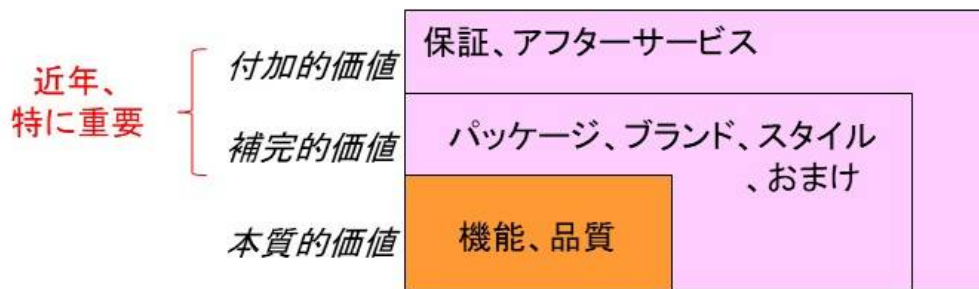 近年、
特に重要
付加的価値
保証、アフターサービス
補完的価値
パッケージ、ブランド、スタイル
、おまけ
本質的価値
機能、品質